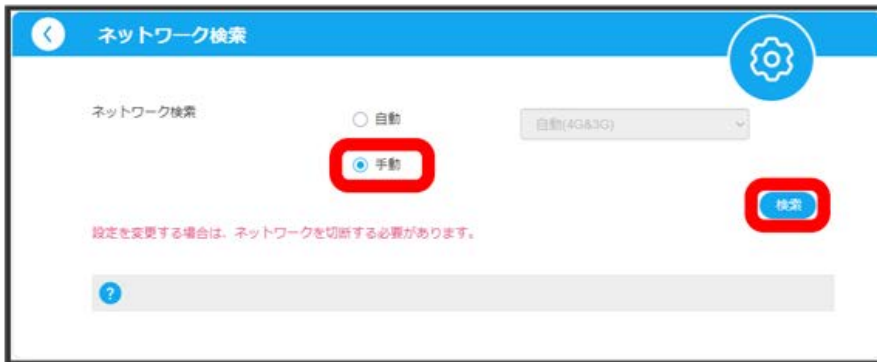 ネットワーク検索
ネットワーク検索
自動
自動(4G&3G)
手動
検索
設定を変更する場合は、ネットワークを切断する必要があります。
?